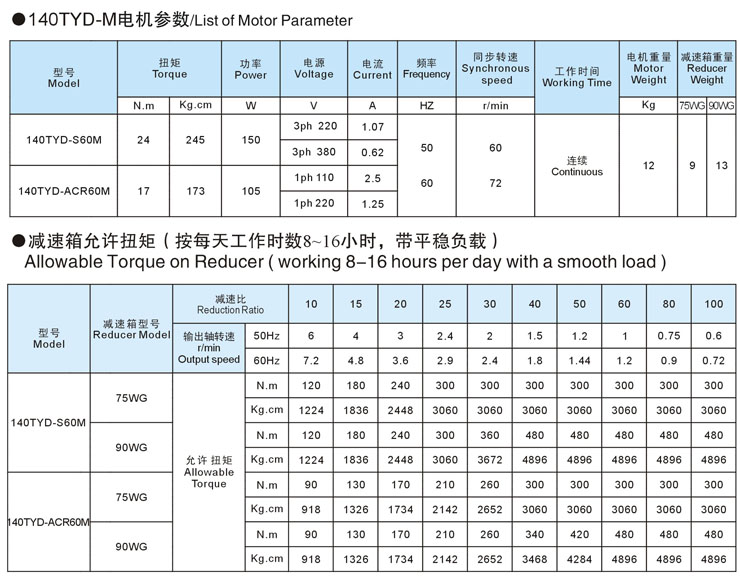 ●140TYD-M电机参数/List of Motor Parameter
型号 Model 扭矩 Torque 功率 Power 电源 Voltage 电流 Current 频率 Frequency 同步转速 Synchronous speed 工作时间 Working Time 电机重量 Motor Weight 减速箱重量 Reducer Weight
N.m Kg.cm W V A HZ r/min Kg 75WG 90WG
140TYD-S60M 24 245 150 3ph 220 1.07
3ph 380 0.62
50 60
连续 Continuous 12 9 13
140TYD-ACR60M 17 173 105 1ph 110 2.5
60 72
1ph 220 1.25
●减速箱允许扭矩（按每天工作时数8~16小时，带平稳负载）
Allowable Torque on Reducer ( working 8-16 hours per day with a smooth load )
型号 Model 减速箱型号 Reducer Model 减速比 Reduction Ratio 10 15 20 25 30 40 50 60 80 100
输出轴转速 r/min Output speed 50Hz 6 4 3 2.4 2 1.5 1.2 1 0.75 0.6
60Hz 7.2 4.8 3.6 2.9 2.4 1.8 1.44 1.2 0.9 0.72
140TYD-S60M 75WG 允许扭矩 Allowable Torque N.m 120 180 240 300 300 300 300 300 300 300
Kg.cm 1224 1836 2448 3060 3060 3060 3060 3060 3060 3060
90WG N.m 120 180 240 300 360 480 480 480 480 480
Kg.cm 1224 1836 2448 3060 3672 4896 4896 4896 4896 4896
140TYD-ACR60M 75WG N.m 90 130 170 210 260 300 300 300 300 300
Kg.cm 918 1326 1734 2142 2652 3060 3060 3060 3060 3060
90WG N.m 90 130 170 210 260 340 420 480 480 480
Kg.cm 918 1326 1734 2142 2652 3468 4284 4896 4896 4896